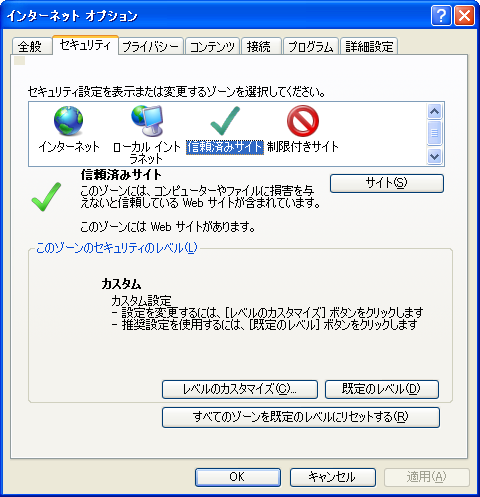 インターネット オプション
全般 セキュリティ プライバシー コンテンツ 接続 プログラム 詳細設定
セキュリティ設定を表示または変更するゾーンを選択してください。
インターネット ローカル イント 信頼済みサイト 制限付きサイト
ラネット
信頼済みサイト
サイト(S)
このゾーンには、コンピューターやファイルに損害を与
えないと信頼している Web サイトが含まれています。
このゾーンには Web サイトがあります。
このゾーンのセキュリティのレベル(L)
カスタム
カスタム設定
- 設定を変更するには、[レベルのカスタマイズ] ボタンをクリックします
- 推奨設定を使用するには、[既定のレベル] ボタンをクリックします
レベルのカスタマイズ(C)... 既定のレベル(D)
すべてのゾーンを既定のレベルにリセットする(R)
OK キャンセル 適用(A)